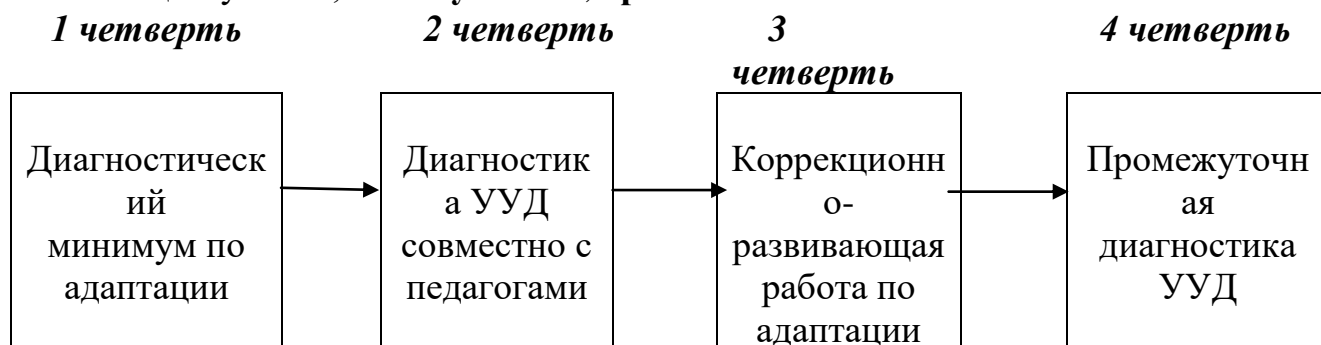 1 четверть
2 четверть
3
четверть
4 четверть
Диагностическ
ий
минимум по
адаптации
Диагностик
а УУД
совместно с
педагогами
Коррекционн
о-
развивающая
работа по
адаптации
Промежуточн
ая
диагностика
УУД